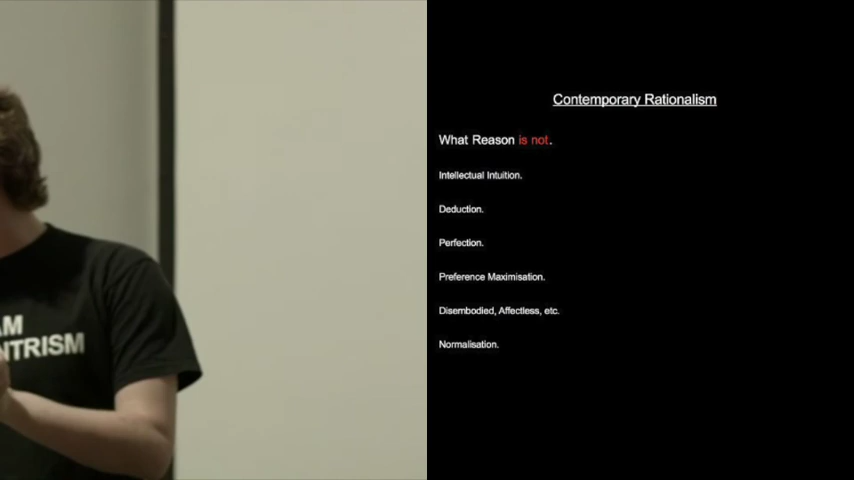 AM
NTRISM
Contemporary Rationalism
What Reason is not.
Intellectual Intuition.
Deduction.
Perfection.
Preference Maximisation.
Disembodied, Affectless, etc.
Normalisation.